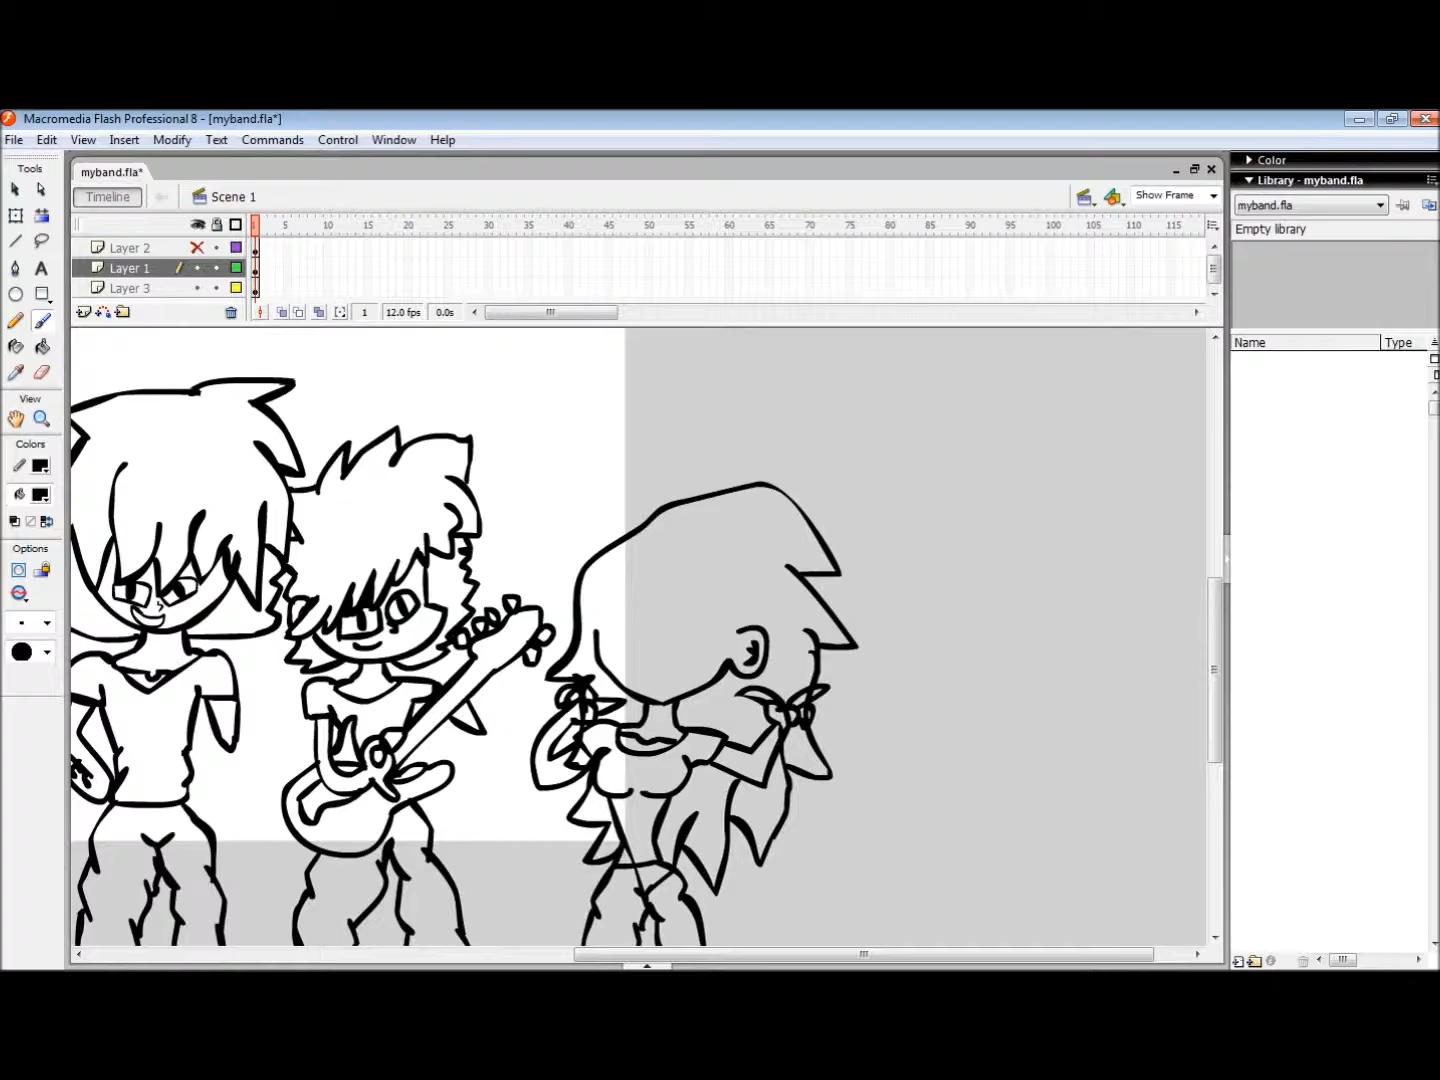 Macromedia Flash Professional 8 - [myband.fla*]
File Edit View Insert Modify Text Commands Control Window Help
Tools
myband.fla*
Timeline
Scene 1
Show Frame
Color
Library - myband.fla
myband.fla
Empty library
5 10 15 20 25 30 35 40 45 50 55 60 65 70 75 80 85 90 95 100 105 110 115
Layer 2
Layer 1
Layer 3
1 12.0 fps 0.0s
Name Type
View
Colors
Options